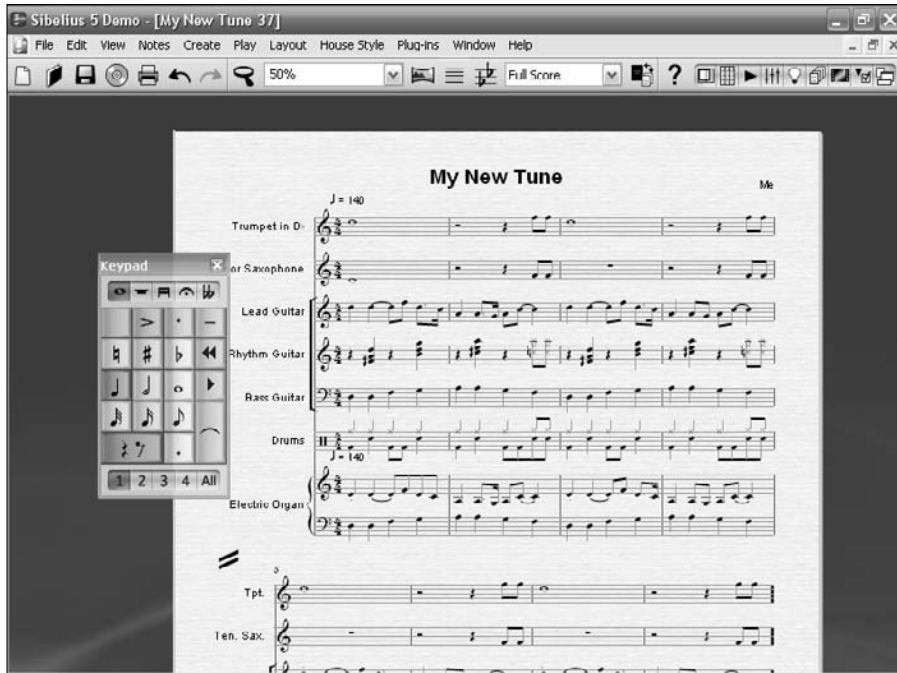 Sibelius 5 Demo - [My New Tune 37]
File Edit View Notes Create Play Layout House Style Plug-Ins Window Help
50% Full Score ?
My New Tune
Me
♩ = 140
Trumpet in D♭
Keypad
or Saxophone
Lead Guitar
Rhythm Guitar
Bass Guitar
Drums
♩ = 140
1 2 3 4 All
Electric Organ
5
Tpt.
Ten. Sax.